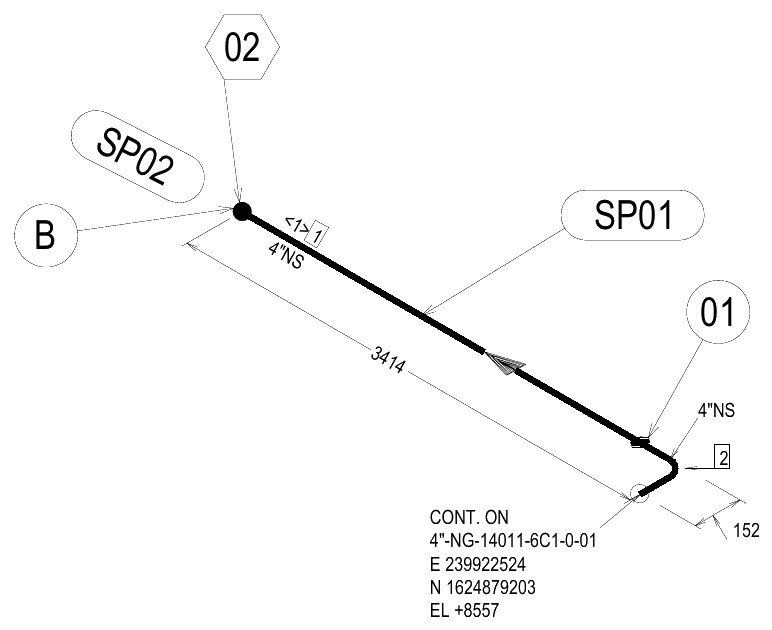 02
SP02
B
<1> 1
4"NS
SP01
01
3414
4"NS
2
152
CONT. ON
4"-NG-14011-6C1-0-01
E 239922524
N 1624879203
EL +8557